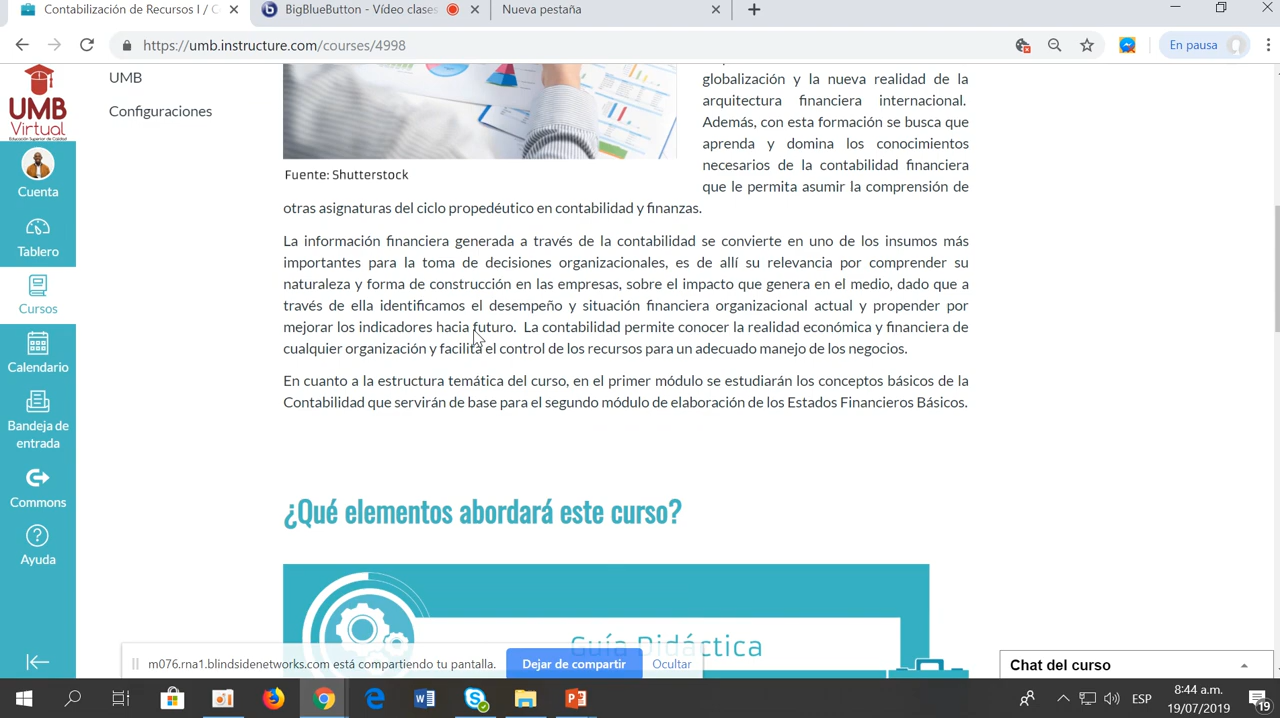 Contabilización de Recursos I / C
BigBlueButton - Vídeo clases
Nueva pestaña
https://umb.instructure.com/courses/4998
En pausa
UMB
Virtual
Educación Superior de Calidad
Cuenta
Tablero
Cursos
Calendario
Bandeja de
entrada
Commons
Ayuda
UMB
Configuraciones
globalización y la nueva realidad de la
arquitectura financiera internacional.
Además, con esta formación se busca que
aprenda y domina los conocimientos
necesarios de la contabilidad financiera
que le permita asumir la comprensión de
Fuente: Shutterstock
otras asignaturas del ciclo propedéutico en contabilidad y finanzas.
La información financiera generada a través de la contabilidad se convierte en uno de los insumos más
importantes para la toma de decisiones organizacionales, es de allí su relevancia por comprender su
naturaleza y forma de construcción en las empresas, sobre el impacto que genera en el medio, dado que a
través de ella identificamos el desempeño y situación financiera organizacional actual y propender por
mejorar los indicadores hacia futuro. La contabilidad permite conocer la realidad económica y financiera de
cualquier organización y facilita el control de los recursos para un adecuado manejo de los negocios.
En cuanto a la estructura temática del curso, en el primer módulo se estudiarán los conceptos básicos de la
Contabilidad que servirán de base para el segundo módulo de elaboración de los Estados Financieros Básicos.
¿Qué elementos abordará este curso?
Guía Didáctica
m076.rna1.blindsidenetworks.com está compartiendo tu pantalla.
Dejar de compartir
Ocultar
Chat del curso
ESP
8:44 a.m.
19/07/2019
19